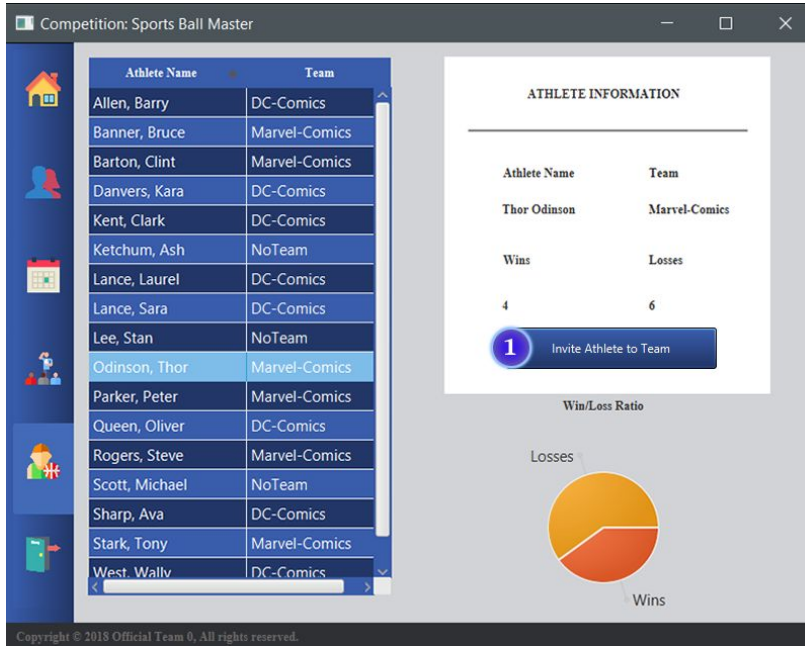 Competition: Sports Ball Master
Athlete Name Team
Allen, Barry DC-Comics
Banner, Bruce Marvel-Comics
Barton, Clint Marvel-Comics
Danvers, Kara DC-Comics
Kent, Clark DC-Comics
Ketchum, Ash NoTeam
Lance, Laurel DC-Comics
Lance, Sara DC-Comics
Lee, Stan NoTeam
Odinson, Thor Marvel-Comics
Parker, Peter Marvel-Comics
Queen, Oliver DC-Comics
Rogers, Steve Marvel-Comics
Scott, Michael NoTeam
Sharp, Ava DC-Comics
Stark, Tony Marvel-Comics
West, Wally DC-Comics
ATHLETE INFORMATION
Athlete Name Team
Thor Odinson Marvel-Comics
Wins Losses
4 6
1 Invite Athlete to Team
Win/Loss Ratio
Losses
Wins
Copyright © 2018 Official Team 0, All rights reserved.